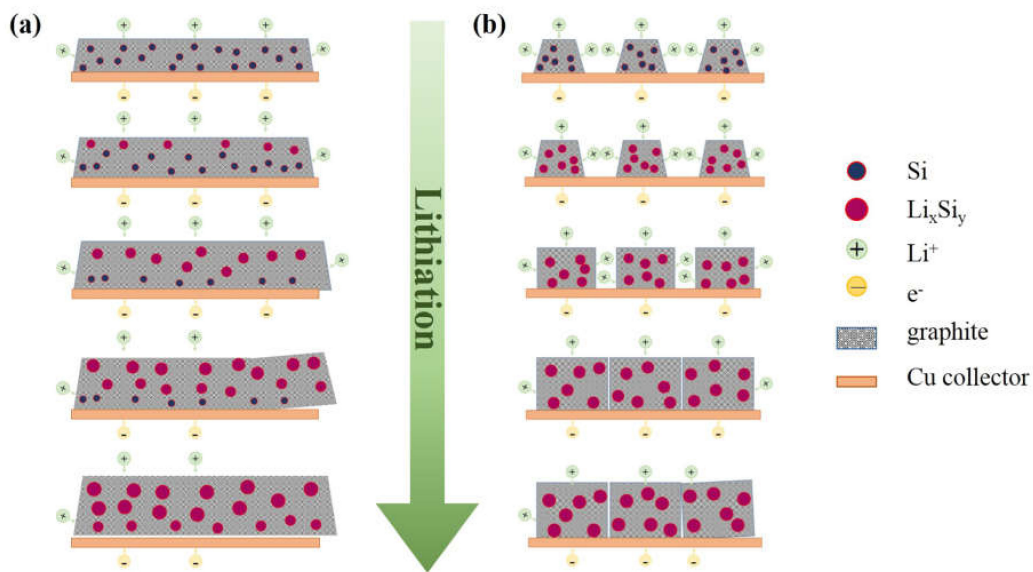 (a)
(b)
Lithiation
Si
LixSiy
Li+
e-
graphite
Cu collector